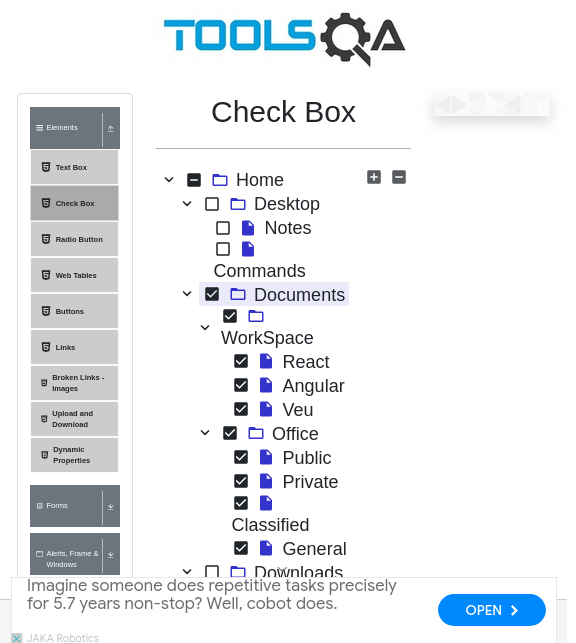 TOOLSQA
Elements
Text Box
Check Box
Radio Button
Web Tables
Buttons
Links
Broken Links -
Images
Upload and
Download
Dynamic
Properties
Forms
Alerts, Frame &
Windows
Check Box
Home
Desktop
Notes
Commands
Documents
WorkSpace
React
Angular
Veu
Office
Public
Private
Classified
General
Downloads
Imagine someone does repetitive tasks precisely
for 5.7 years non-stop? Well, cobot does.
OPEN
JAKA Robotics